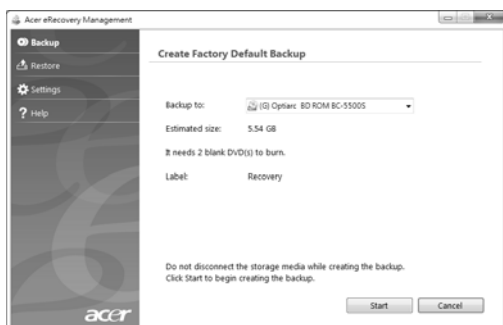 Acer eRecovery Management
Backup
Restore
Settings
Help
Create Factory Default Backup
Backup to: (G) Optiarc BD ROM BC-5500S
Estimated size: 5.54 GB
It needs 2 blank DVD(s) to burn.
Label: Recovery
Do not disconnect the storage media while creating the backup.
Click Start to begin creating the backup.
Start Cancel
acer